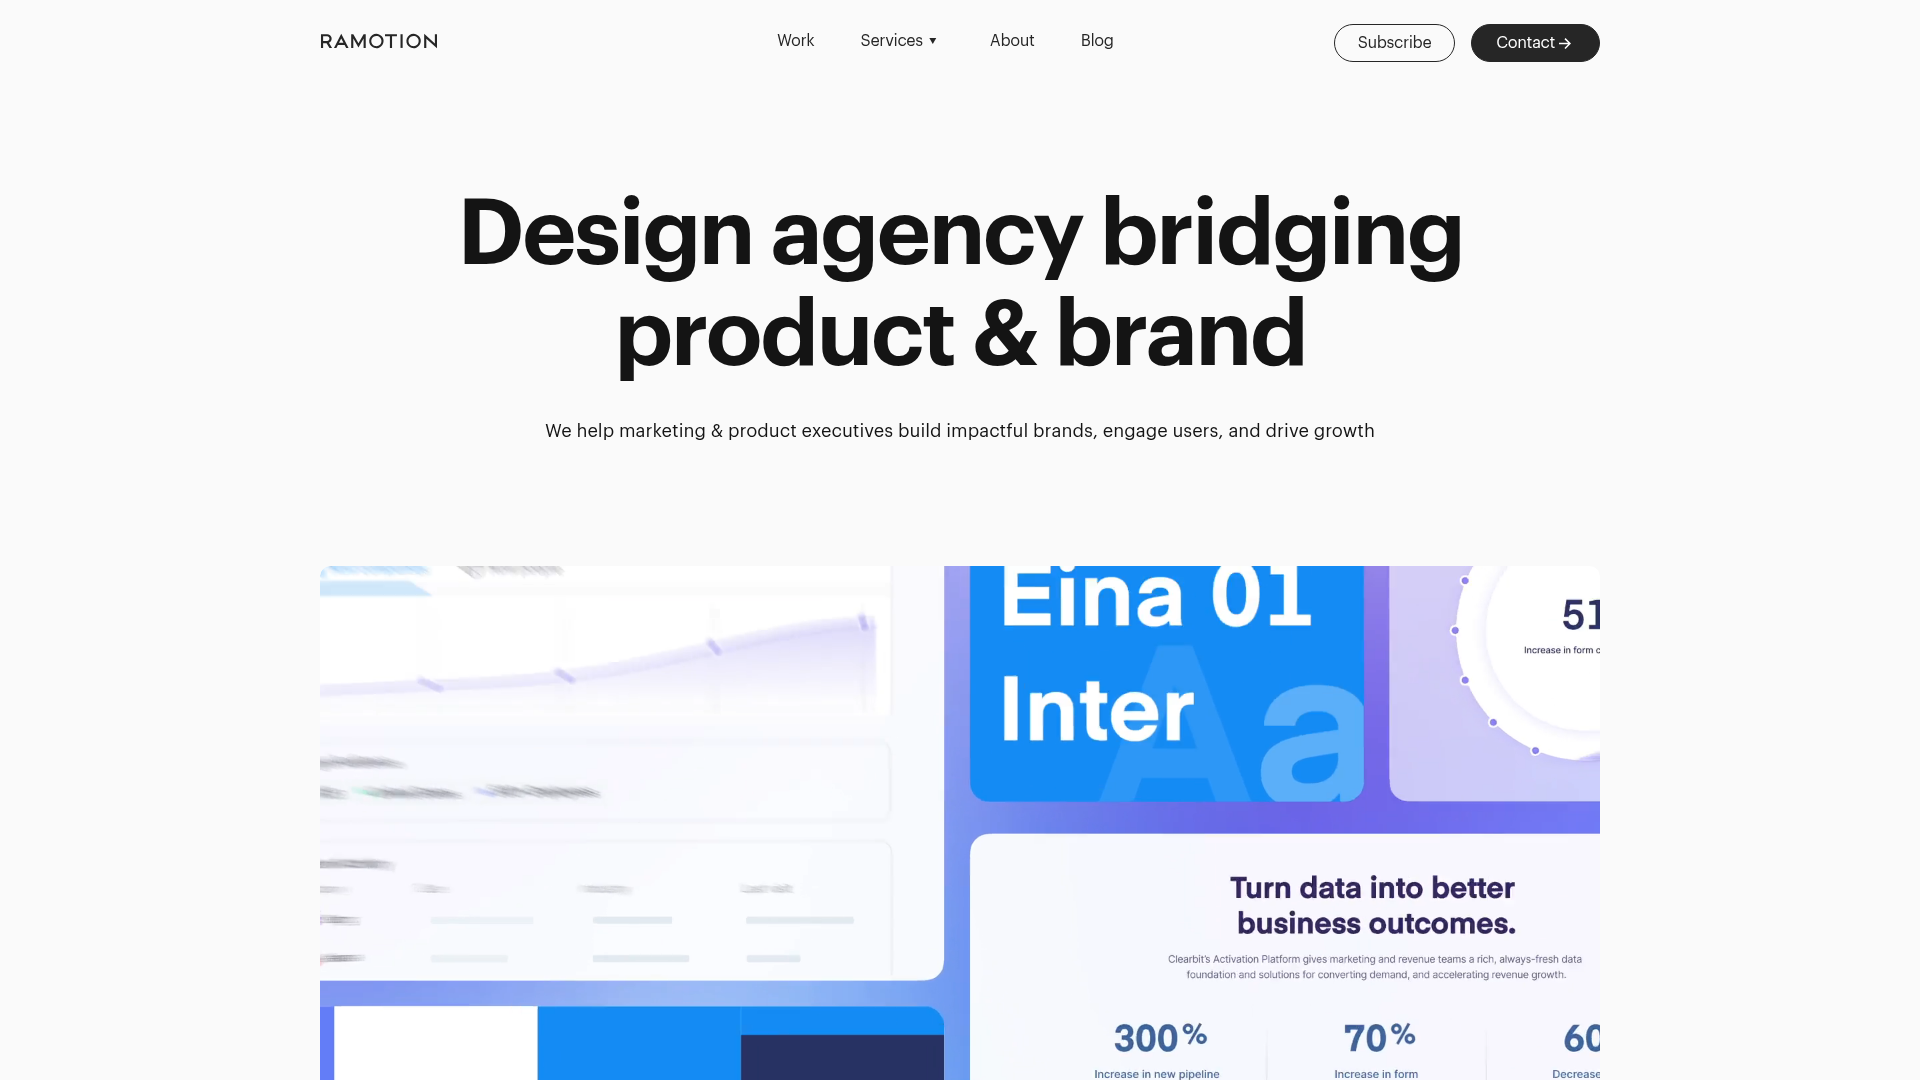 RAMOTION
Work
Services
About
Blog
Subscribe
Contact
Design agency bridging
product & brand
We help marketing & product executives build impactful brands, engage users, and drive growth
Eina 01
Inter
Aa
51
Increase in form
Turn data into better
business outcomes.
Clearbit's Activation Platform gives marketing and revenue teams a rich, always-fresh data
foundation and solutions for converting demand, and accelerating revenue growth.
300%
70%
60
Increase in new pipeline
Increase in form
Decrease